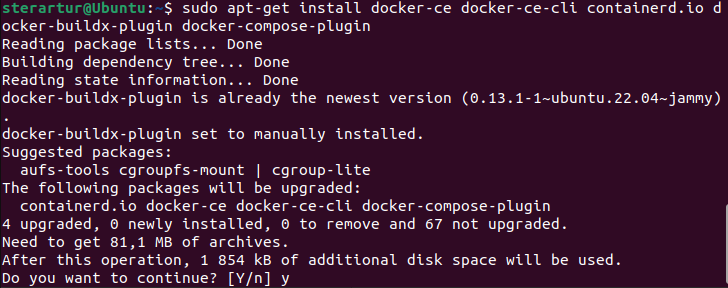 sterartur@Ubuntu:~$ sudo apt-get install docker-ce docker-ce-cli containerd.io d
ocker-buildx-plugin docker-compose-plugin
Reading package lists... Done
Building dependency tree... Done
Reading state information... Done
docker-buildx-plugin is already the newest version (0.13.1-1~ubuntu.22.04~jammy)
.
docker-buildx-plugin set to manually installed.
Suggested packages:
  aufs-tools cgroupfs-mount | cgroup-lite
The following packages will be upgraded:
  containerd.io docker-ce docker-ce-cli docker-compose-plugin
4 upgraded, 0 newly installed, 0 to remove and 67 not upgraded.
Need to get 81,1 MB of archives.
After this operation, 1 854 kB of additional disk space will be used.
Do you want to continue? [Y/n] y